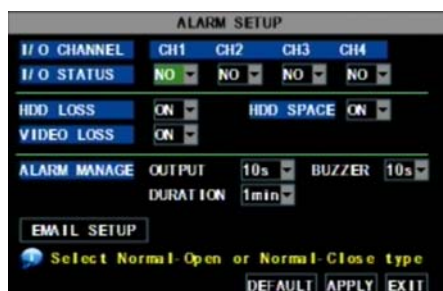 ALARM SETUP
I/O CHANNEL CH1 CH2 CH3 CH4
I/O STATUS NO NO NO NO
HDD LOSS ON HDD SPACE ON
VIDEO LOSS ON
ALARM MANAGE OUTPUT 10s BUZZER 10s
DURATION 1min
EMAIL SETUP
Select Normal-Open or Normal-Close type
DEFAULT APPLY EXIT